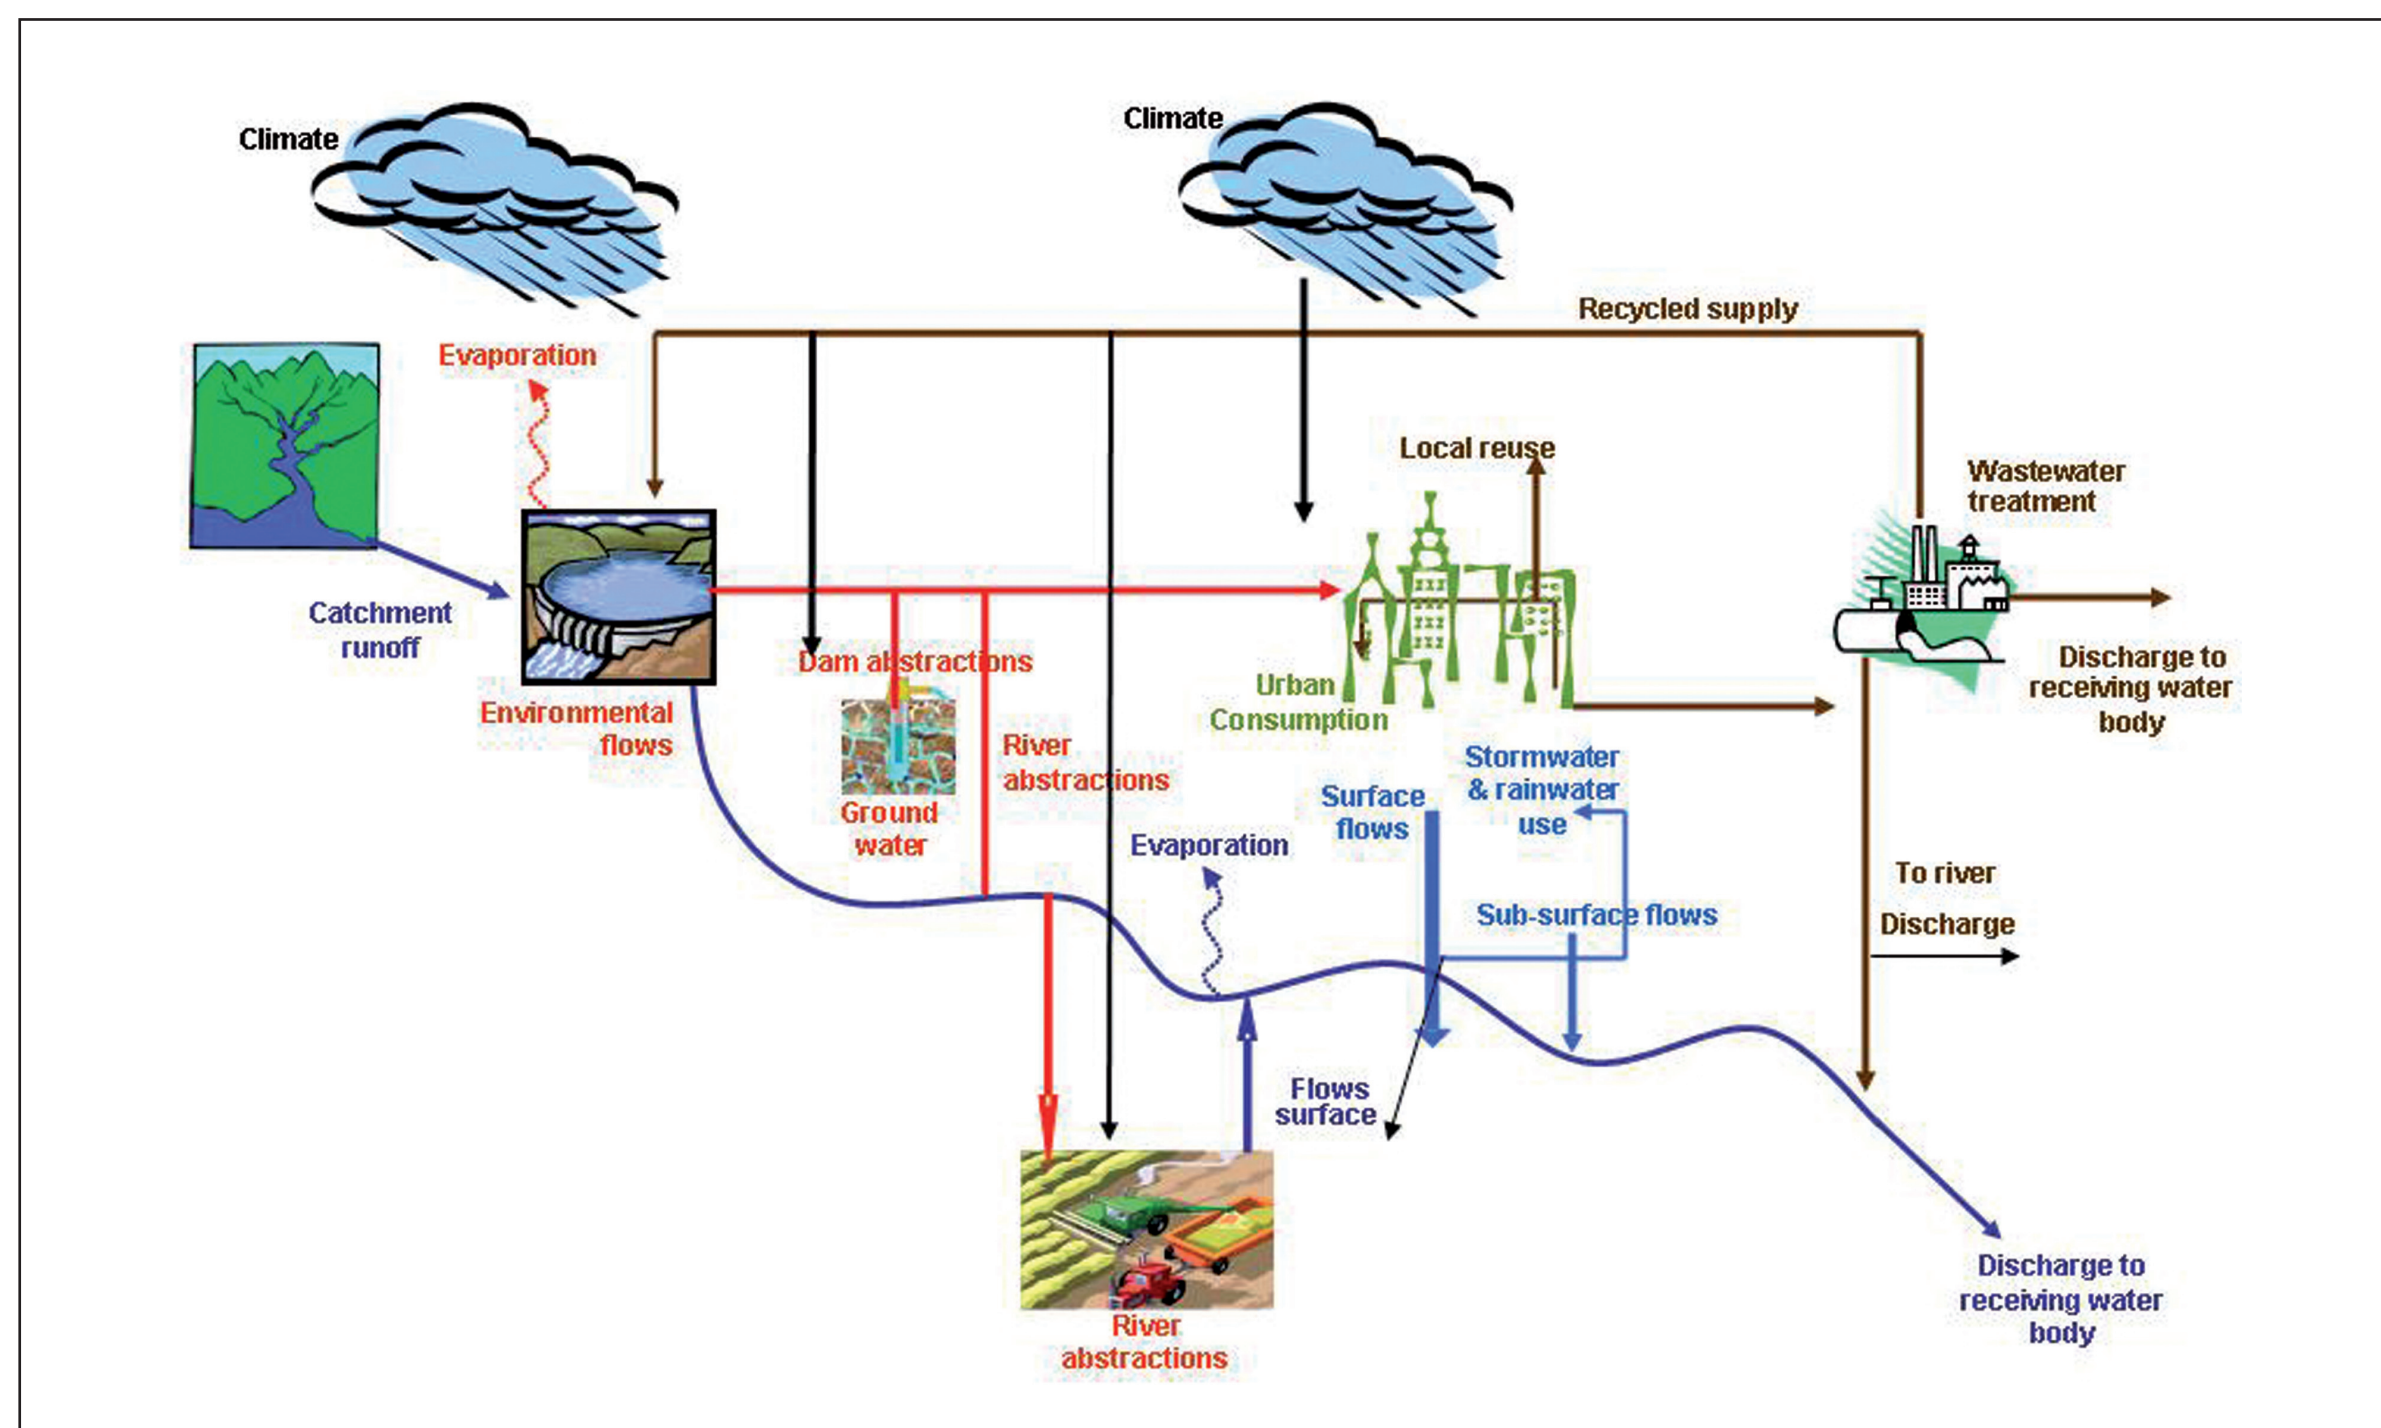 Climate
Climate
Recycled supply
Evaporation
Local reuse
Wastewater
treatment
Catchment
runoff
Dam abstractions
Discharge to
receiving water
body
Environmental
flows
Urban
Consumption
River
abstractions
Stormwater
& rainwater
use
Surface
flows
Ground
water
Evaporation
To river
Sub-surface flows
Discharge
Flows
surface
Discharge to
receiving water
body
River
abstractions